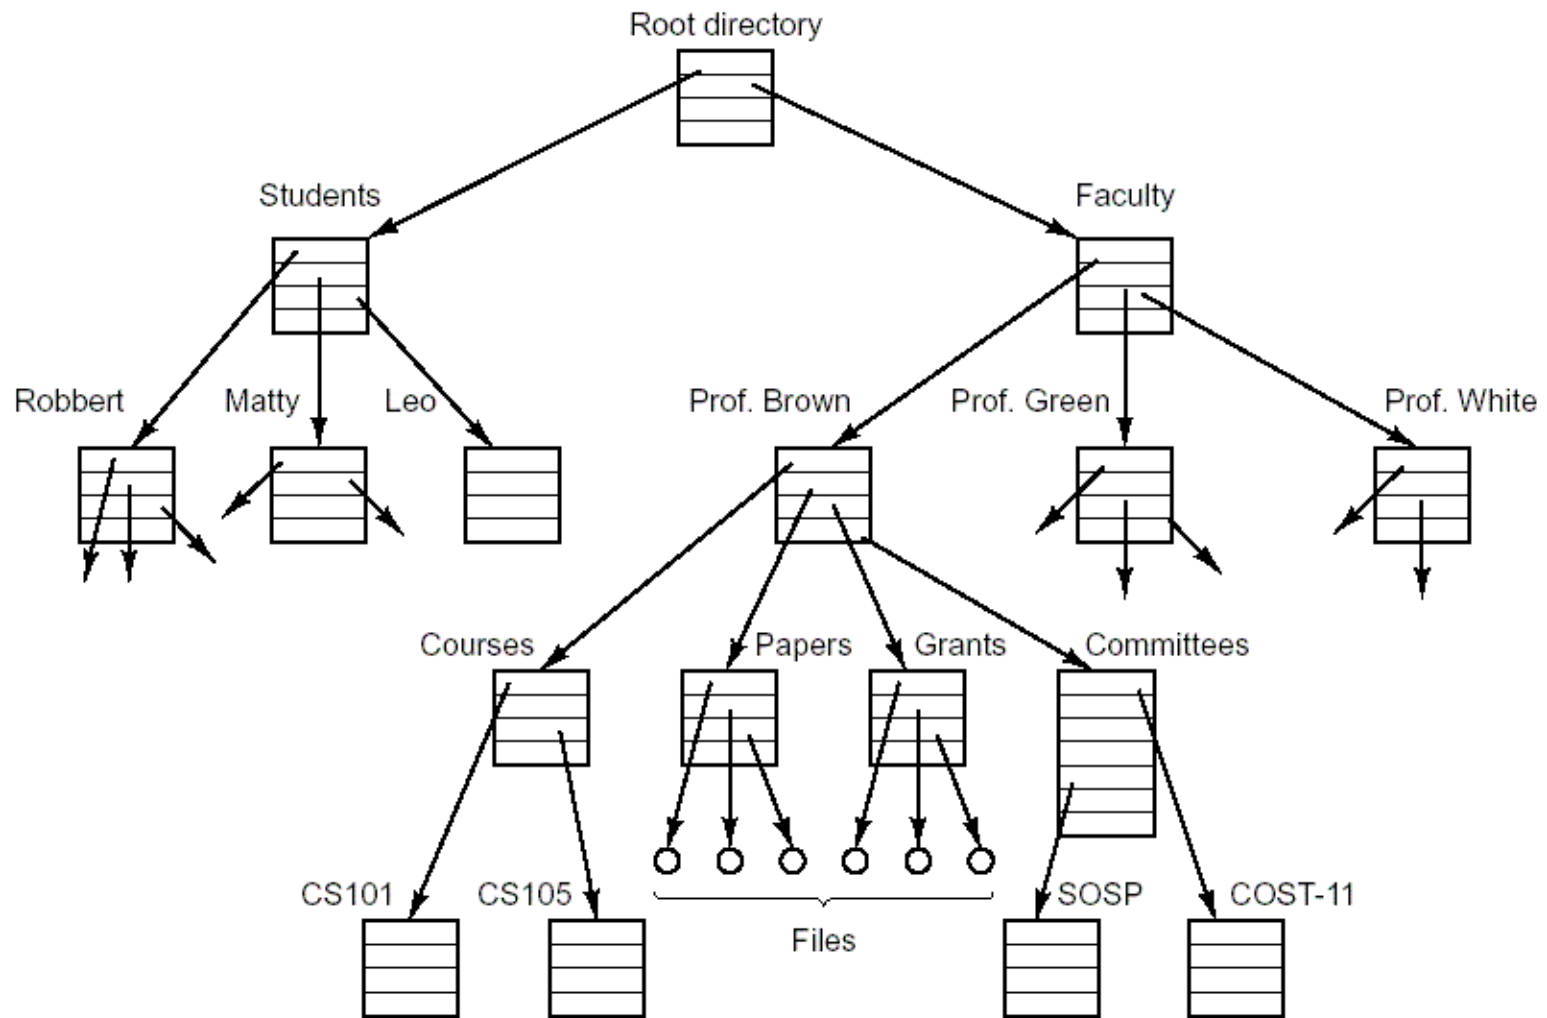 Root directory
Students
Faculty
Robbert
Matty
Leo
Prof. Brown
Prof. Green
Prof. White
Courses
Papers
Grants
Committees
CS101
CS105
SOSP
COST-11
Files